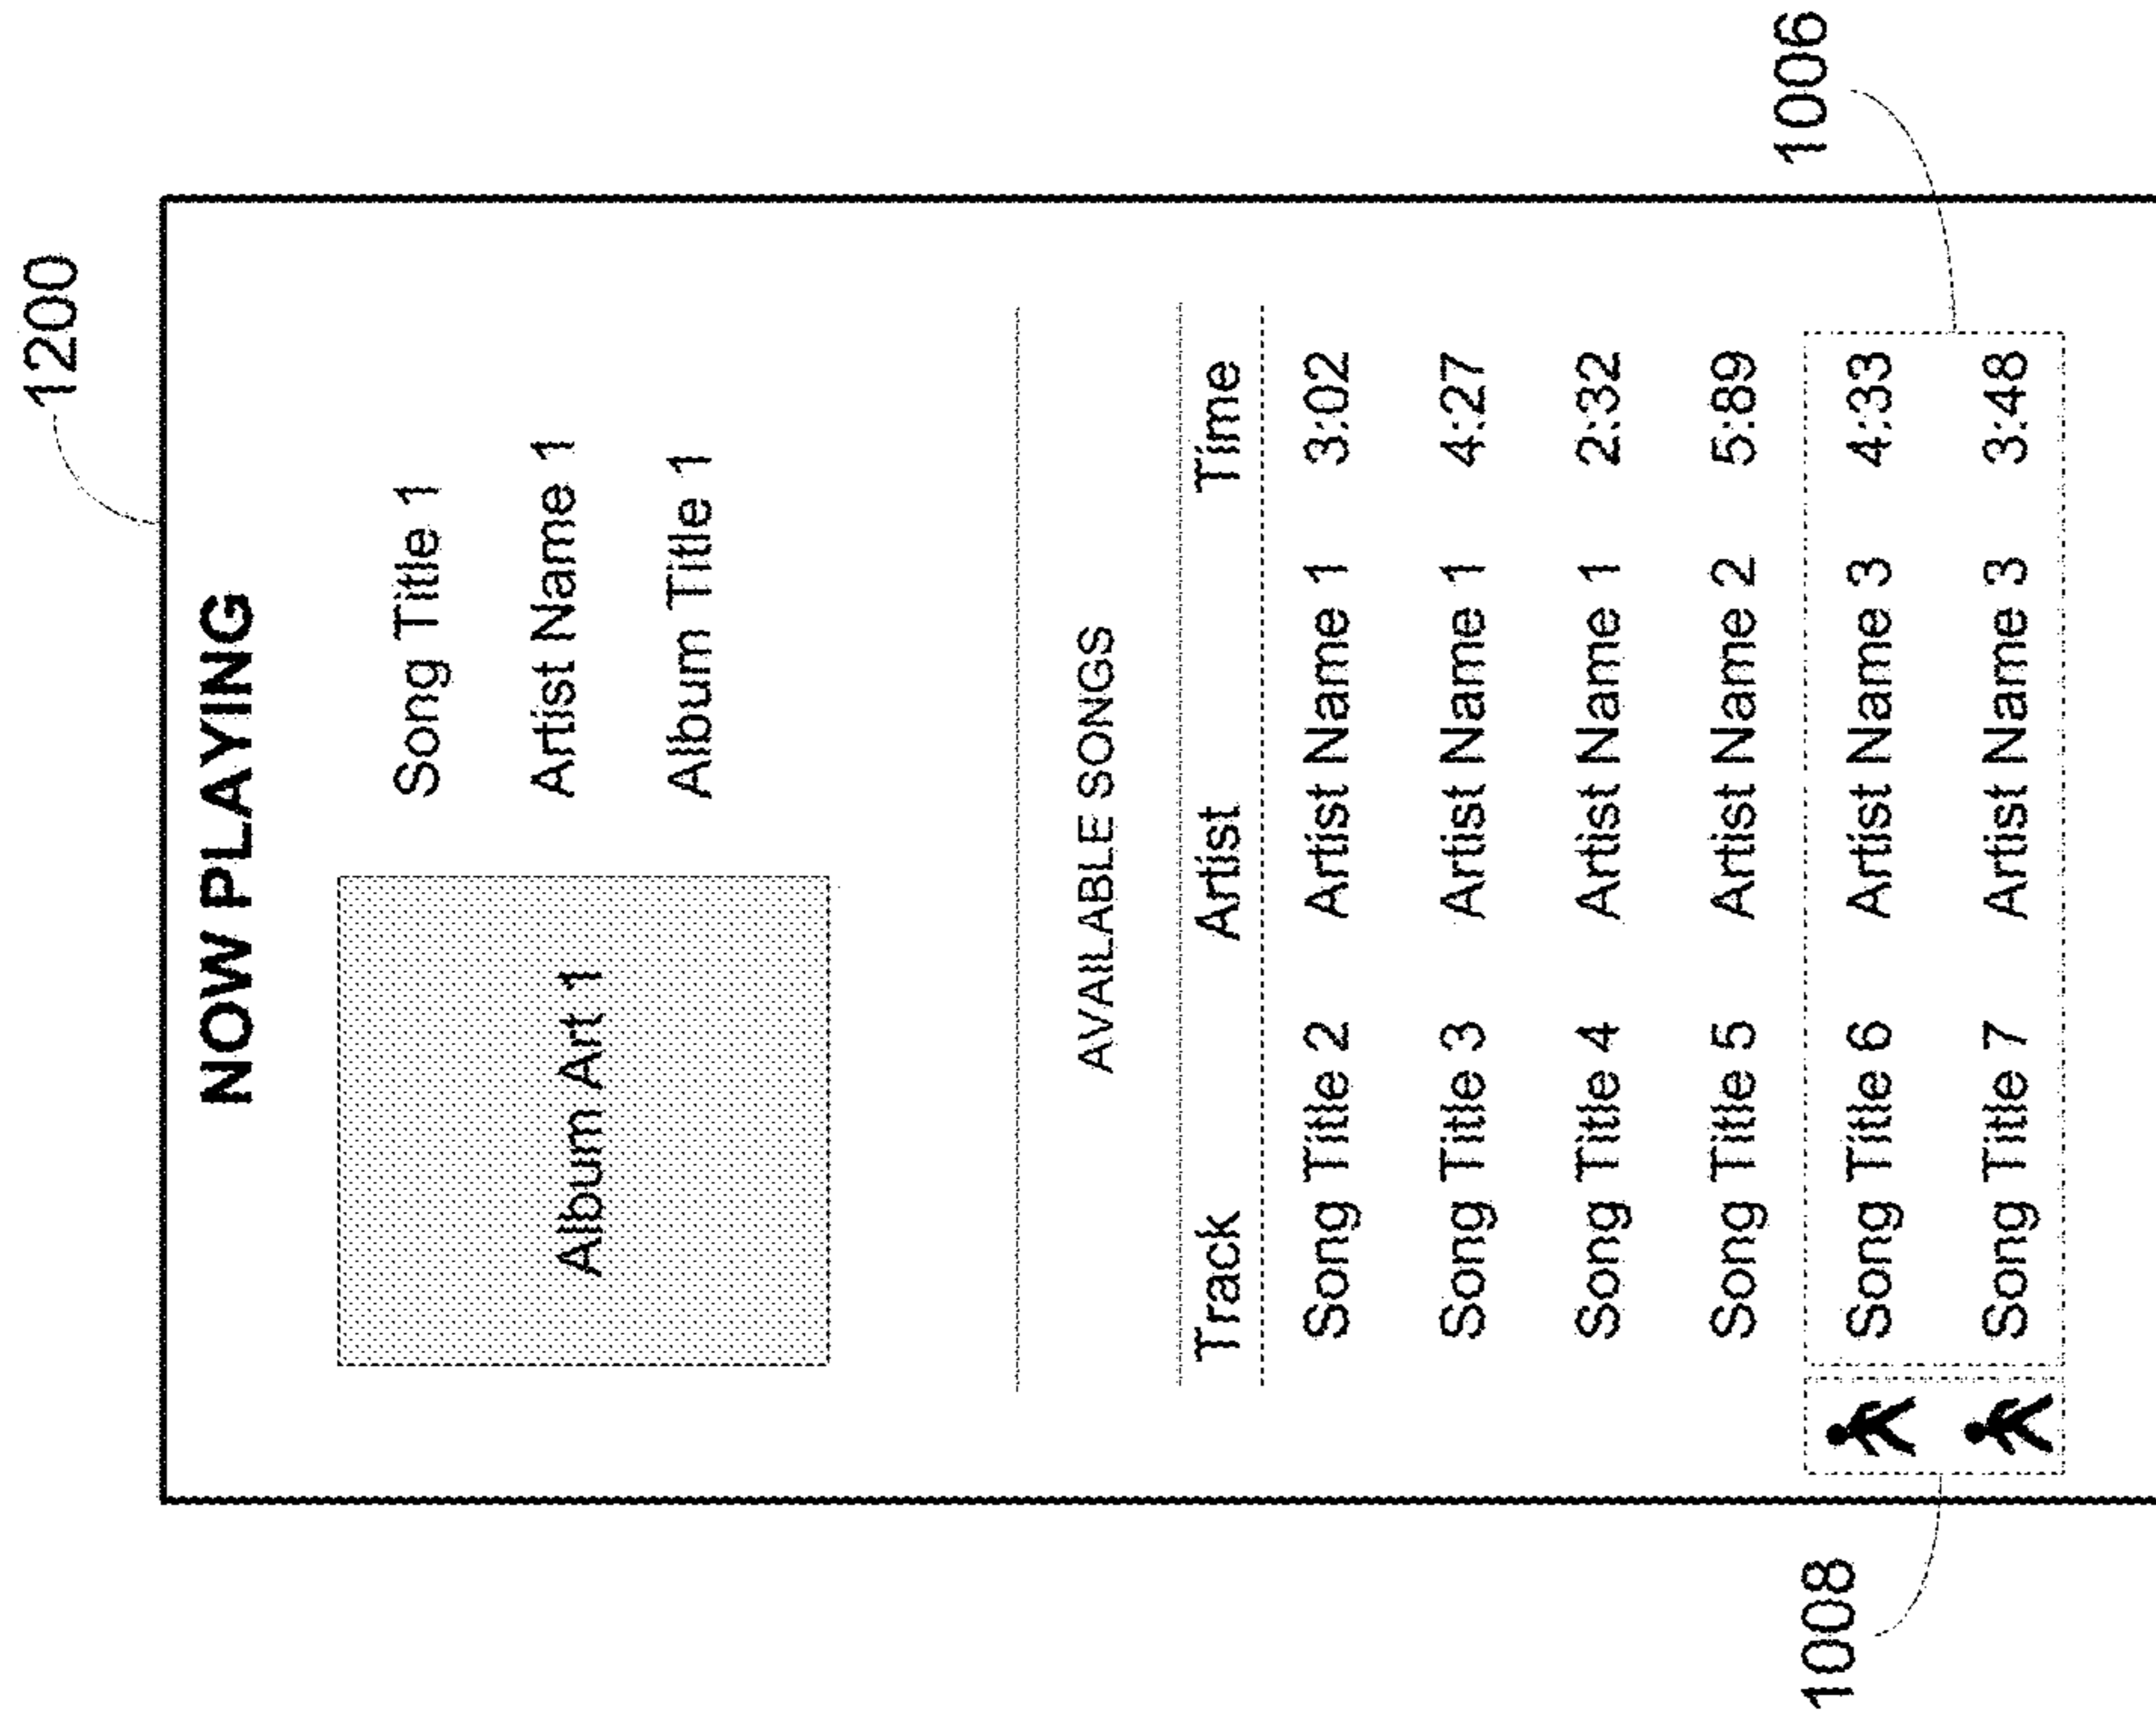 1200
NOW PLAYING
Album Art 1
Song Title 1
Artist Name 1
Album Title 1
AVAILABLE SONGS
Track Artist Time
Song Title 2 Artist Name 1 3:02
Song Title 3 Artist Name 1 4:27
Song Title 4 Artist Name 1 2:32
Song Title 5 Artist Name 2 5:89
Song Title 6 Artist Name 3 4:33
Song Title 7 Artist Name 3 3:48
1008
1006